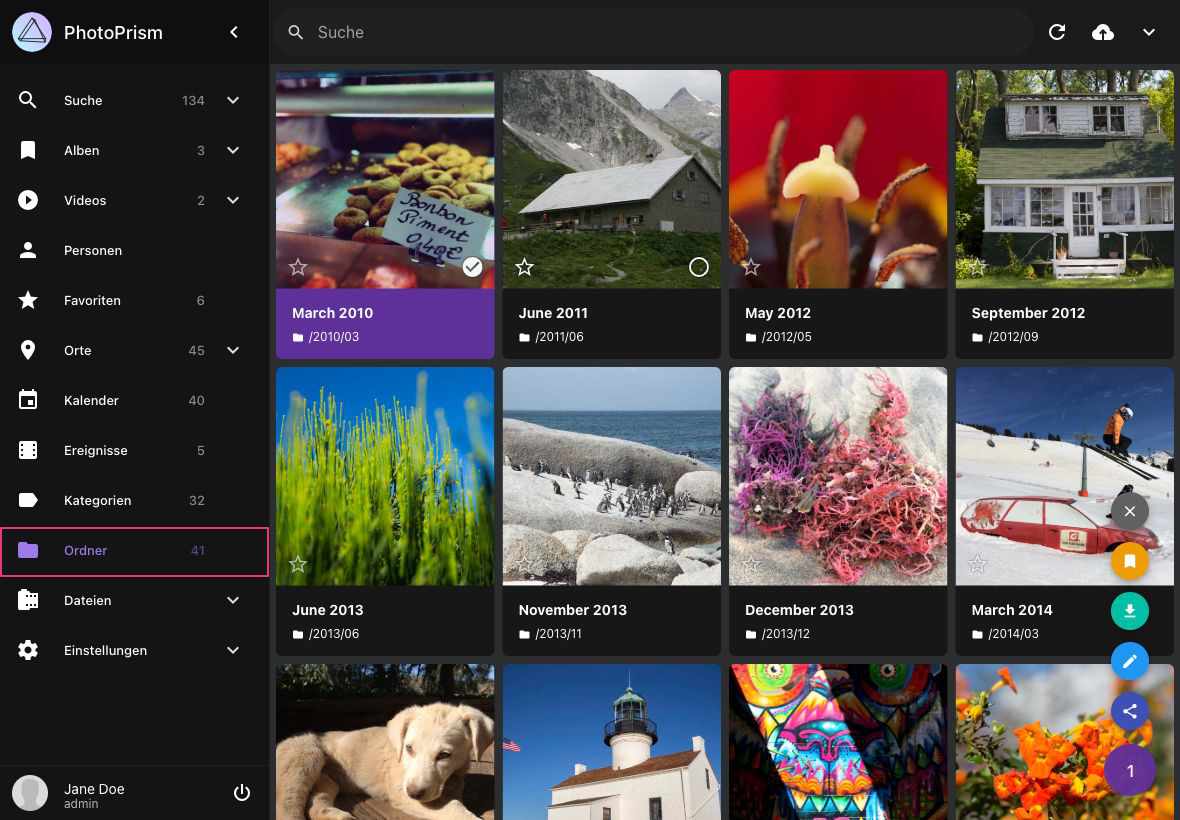 PhotoPrism
Suche
Suche 134
Alben 3
Videos 2
Personen
Favoriten 6
Orte 45
Kalender 40
Ereignisse 5
Kategorien 32
Ordner 41
Dateien
Einstellungen
Jane Doe
admin
Bonbon
Piment
0,40€
March 2010
/2010/03
June 2011
/2011/06
May 2012
/2012/05
September 2012
/2012/09
June 2013
/2013/06
November 2013
/2013/11
December 2013
/2013/12
March 2014
/2014/03
1